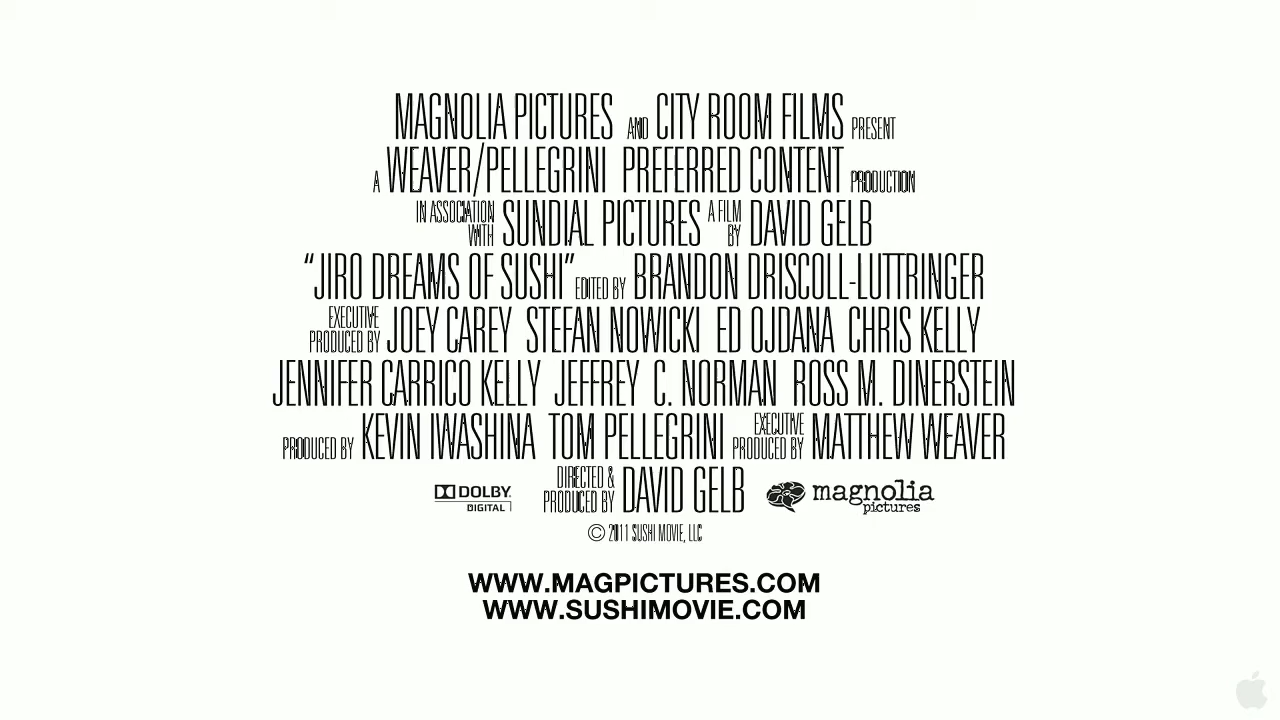 MAGNOLIA PICTURES AND CITY ROOM FILMS PRESENT
A WEAVER/PELLEGRINI PREFERRED CONTENT PRODUCTION
IN ASSOCIATION WITH SUNDIAL PICTURES A FILM BY DAVID GELB
“JIRO DREAMS OF SUSHI” EDITED BY BRANDON DRISCOLL-LUTTRINGER
EXECUTIVE PRODUCED BY JOEY CAREY STEFAN NOWICKI ED OJDANA CHRIS KELLY
JENNIFER CARRICO KELLY JEFFREY C. NORMAN ROSS M. DINERSTEIN
PRODUCED BY KEVIN IWASHINA TOM PELLEGRINI EXECUTIVE PRODUCED BY MATTHEW WEAVER
DOLBY DIGITAL DIRECTED & PRODUCED BY DAVID GELB magnolia pictures
© 2011 SUSHI MOVIE, LLC
WWW.MAGPICTURES.COM
WWW.SUSHIMOVIE.COM